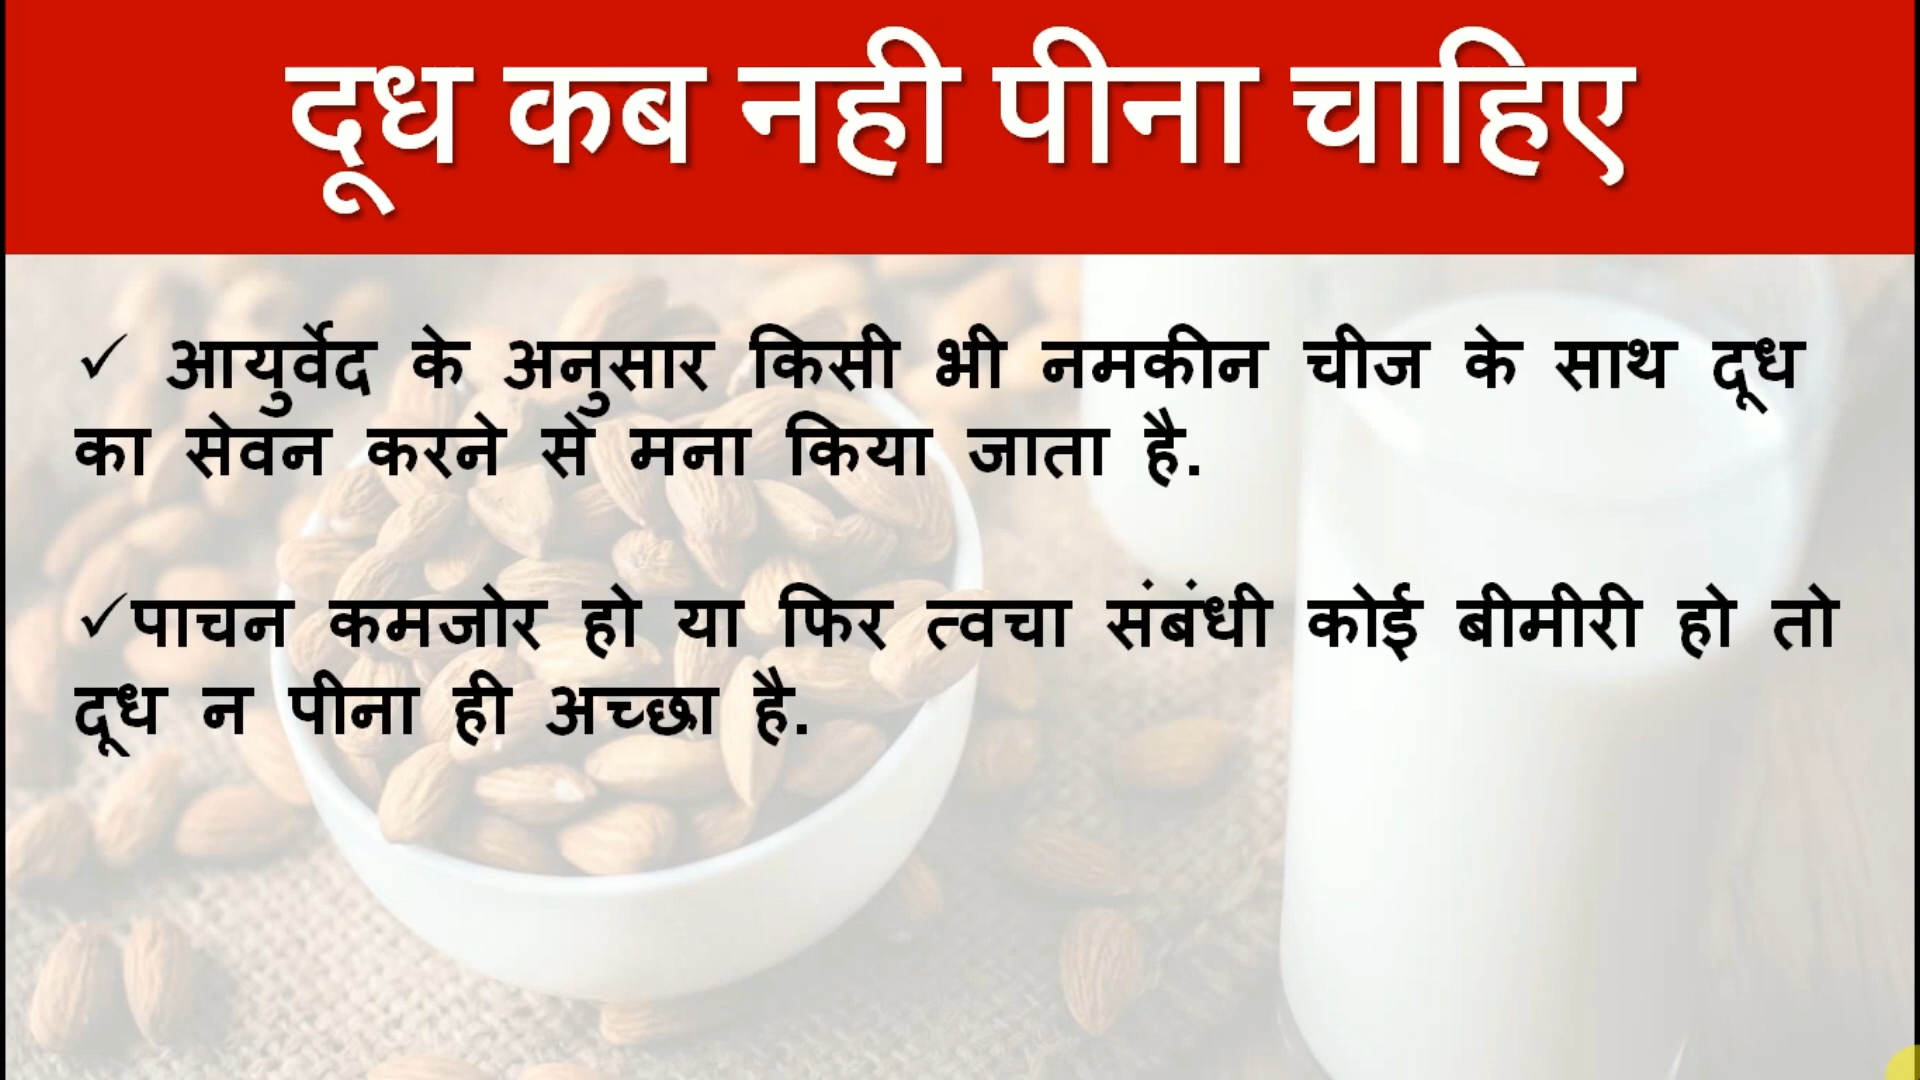 दूध कब नही पीना चाहिए
✓ आयुर्वेद के अनुसार किसी भी नमकीन चीज के साथ दूध
का सेवन करने से मना किया जाता है.
✓पाचन कमजोर हो या फिर त्वचा संबंधी कोई बीमीरी हो तो
दूध न पीना ही अच्छा है.